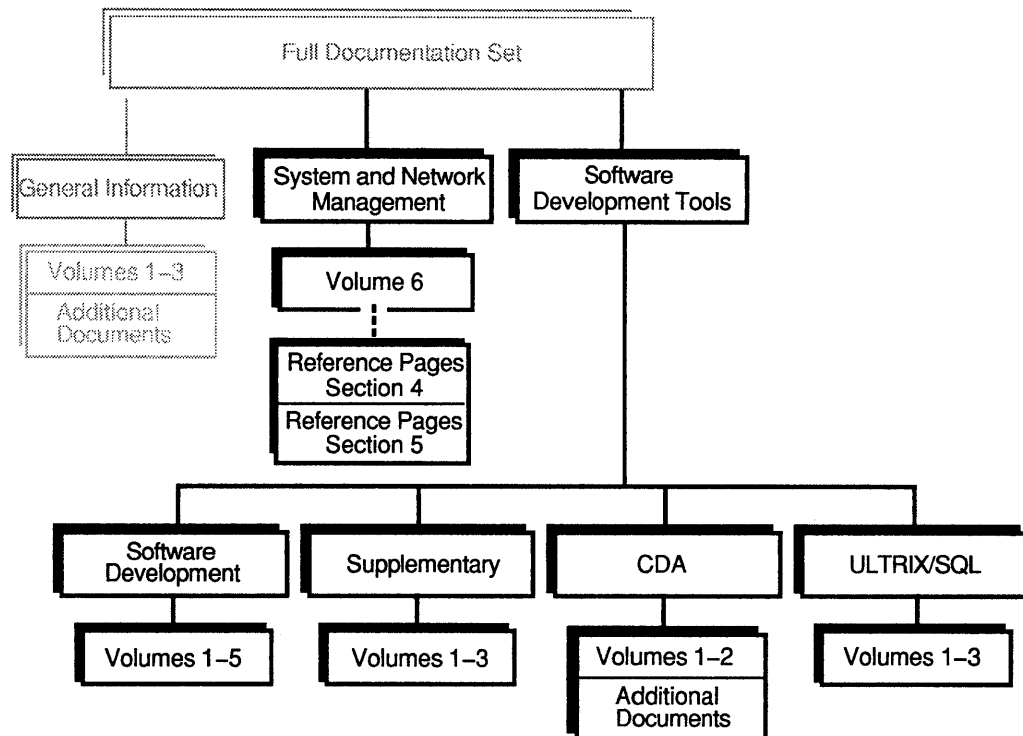 Full Documentation Set
General Information
System and Network
Management
Software
Development Tools
Volumes 1–3
Additional
Documents
Volume 6
Reference Pages
Section 4
Reference Pages
Section 5
Software
Development
Supplementary
CDA
ULTRIX/SQL
Volumes 1–5
Volumes 1–3
Volumes 1–2
Additional
Documents
Volumes 1–3